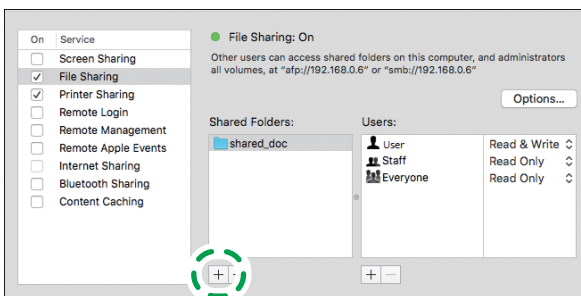 On Service
Screen Sharing
File Sharing
Printer Sharing
Remote Login
Remote Management
Remote Apple Events
Internet Sharing
Bluetooth Sharing
Content Caching
File Sharing: On
Other users can access shared folders on this computer, and administrators
all volumes, at “afp://192.168.0.6” or “smb://192.168.0.6”
Options...
Shared Folders:
shared_doc
Users:
User Read & Write
Staff Read Only
Everyone Read Only